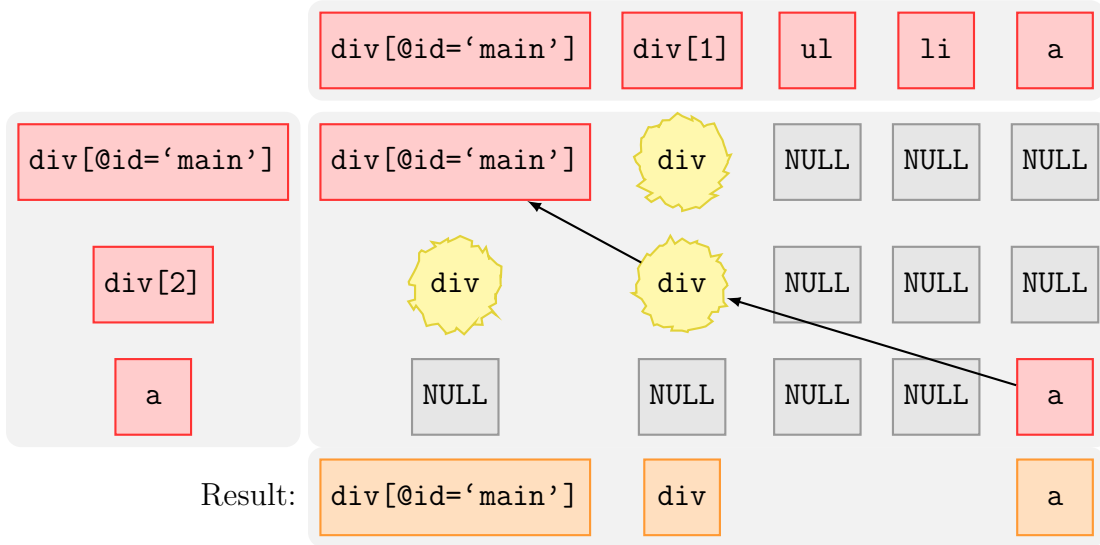 div[@id=‘main’] div[1] ul li a
div[@id=‘main’] div[@id=‘main’] div NULL NULL NULL
div[2] div div NULL NULL NULL
a NULL NULL NULL NULL a
Result: div[@id=‘main’] div a